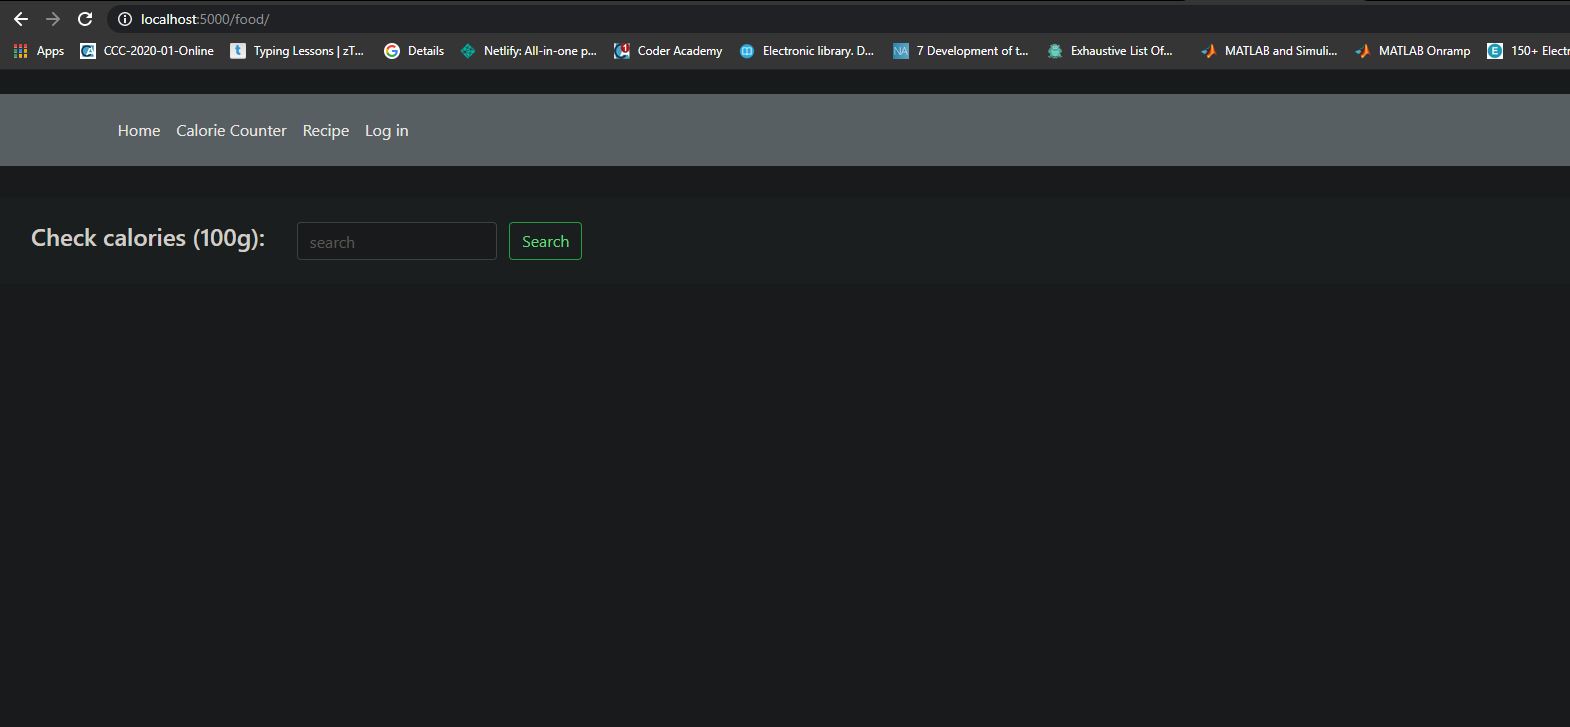 localhost:5000/food/
Apps CCC-2020-01-Online Typing Lessons | zT... Details Netlify: All-in-one p... Coder Academy Electronic library. D... NA 7 Development of t... Exhaustive List Of... MATLAB and Simuli... MATLAB Onramp E 150+ Electr
Home Calorie Counter Recipe Log in
Check calories (100g): search Search